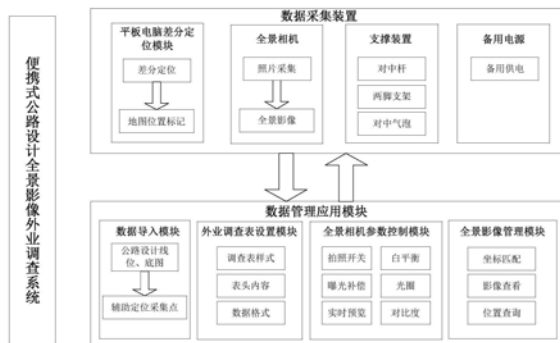 便携式公路设计全景影像外业调查系统
数据采集装置
平板电脑差分定
位模块
差分定位
地图位置标记
全景相机
照片采集
全景影像
支撑装置
对中杆
两脚支架
对中气泡
备用电源
备用供电
数据管理应用模块
数据导入模块
公路设计线
位、底图
辅助定位采集点
外业调查表设置模块
调查表样式
表头内容
数据格式
全景相机参数控制模块
拍照开关
白平衡
曝光补偿
光圈
实时预览
对比度
全景影像管理模块
坐标匹配
影像查看
位置查询